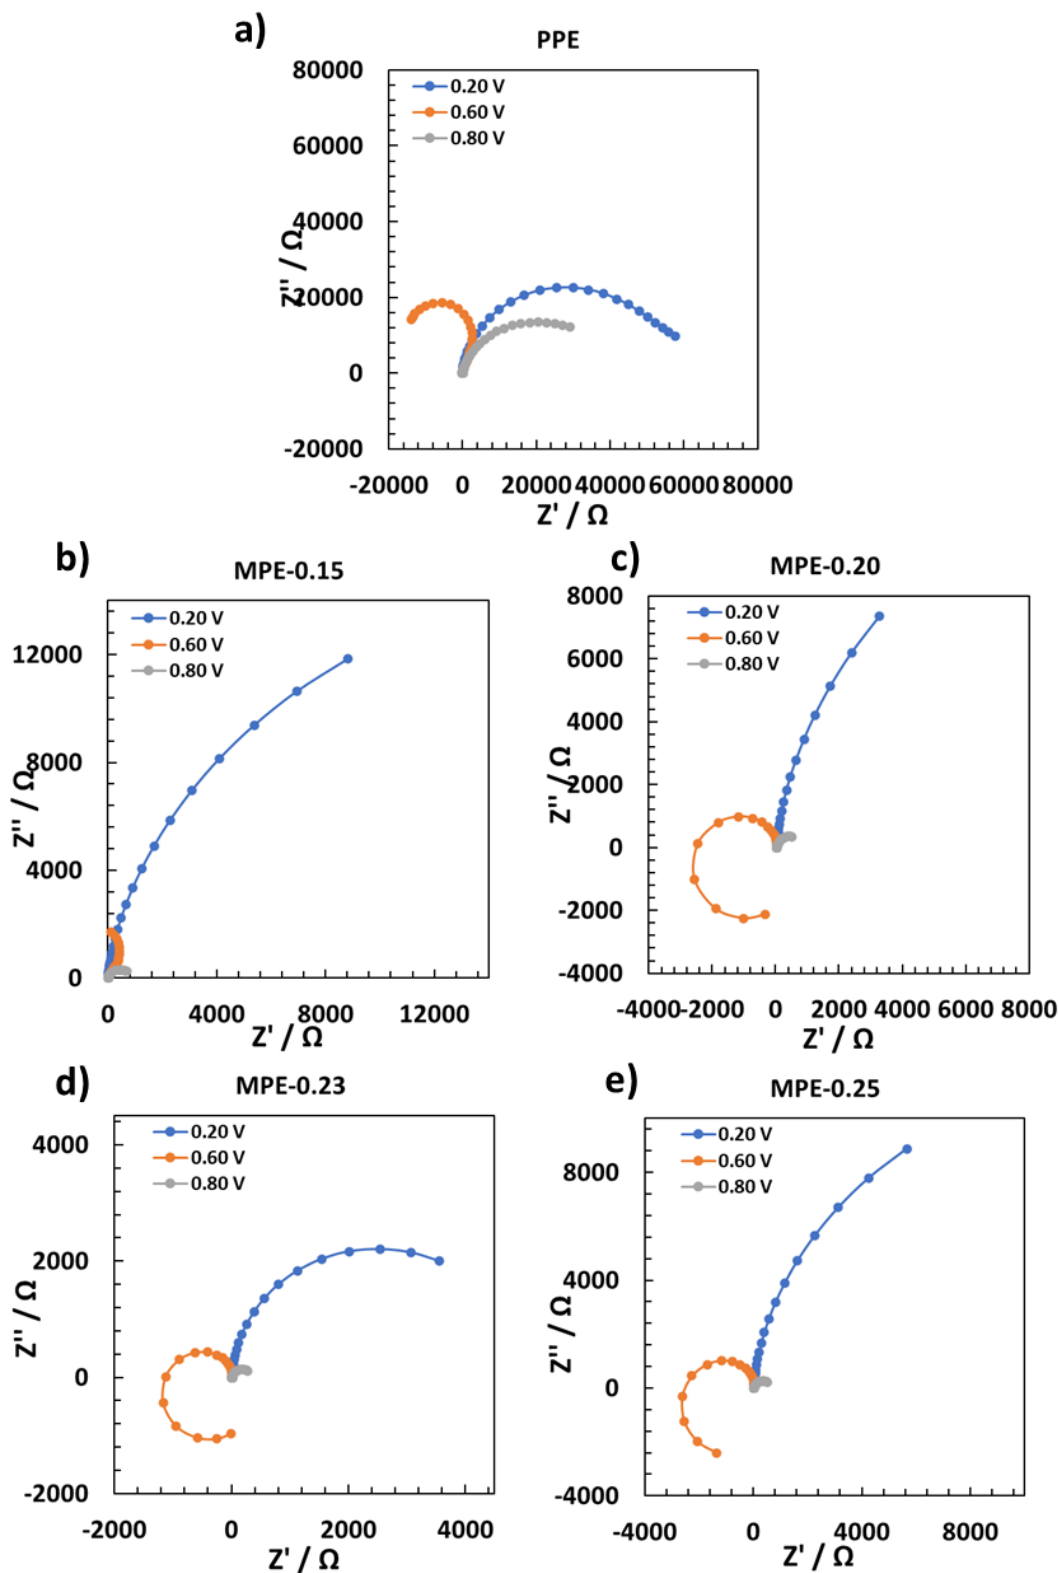 a)
PPE
80000
0.20 V
0.60 V
0.80 V
60000
40000
Z'' / Ω
20000
0
-20000
-20000 0 20000 40000 60000 80000
Z' / Ω
b)
MPE-0.15
0.20 V
0.60 V
0.80 V
12000
8000
Z'' / Ω
4000
0
0 4000 8000 12000
Z' / Ω
c)
MPE-0.20
8000
0.20 V
0.60 V
0.80 V
6000
4000
Z'' / Ω
2000
0
-2000
-4000
-4000 -2000 0 2000 4000 6000 8000
Z' / Ω
d)
MPE-0.23
4000
0.20 V
0.60 V
0.80 V
2000
Z'' / Ω
0
-2000
-2000 0 2000 4000
Z' / Ω
e)
MPE-0.25
0.20 V
0.60 V
0.80 V
8000
4000
Z'' / Ω
0
-4000
-4000 0 4000 8000
Z' / Ω